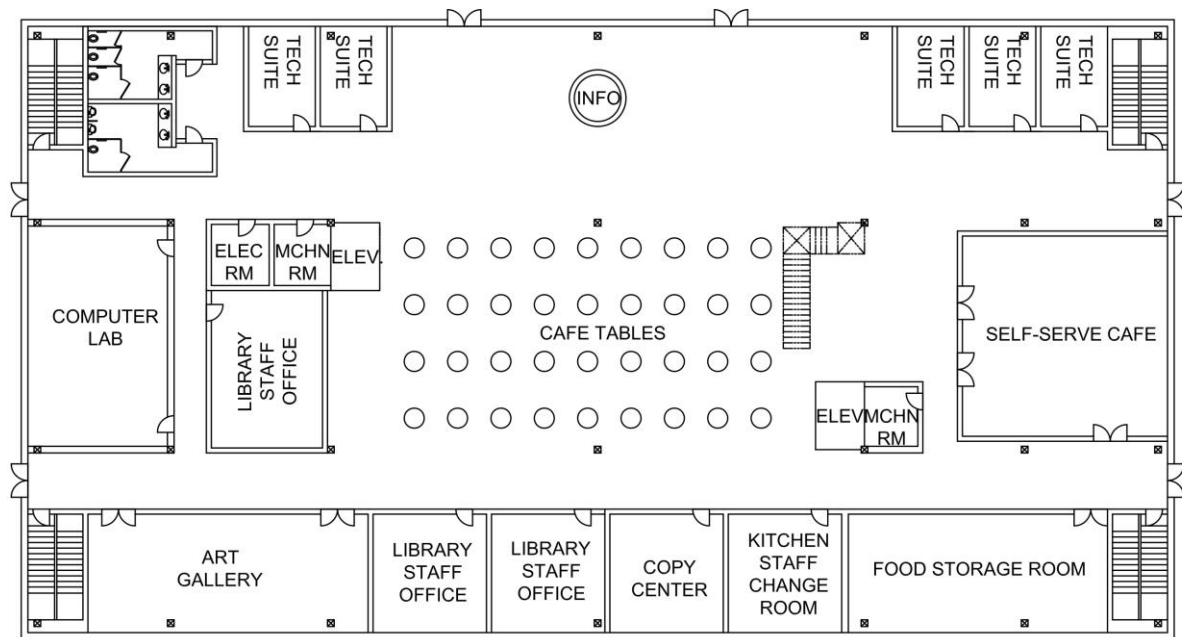 TECH
SUITE
TECH
SUITE
INFO
TECH
SUITE
TECH
SUITE
TECH
SUITE
ELEC
RM
MCHN
RM
ELEV.
COMPUTER
LAB
LIBRARY
STAFF
OFFICE
CAFE TABLES
SELF-SERVE CAFE
ELEV
MCHN
RM
ART
GALLERY
LIBRARY
STAFF
OFFICE
LIBRARY
STAFF
OFFICE
COPY
CENTER
KITCHEN
STAFF
CHANGE
ROOM
FOOD STORAGE ROOM